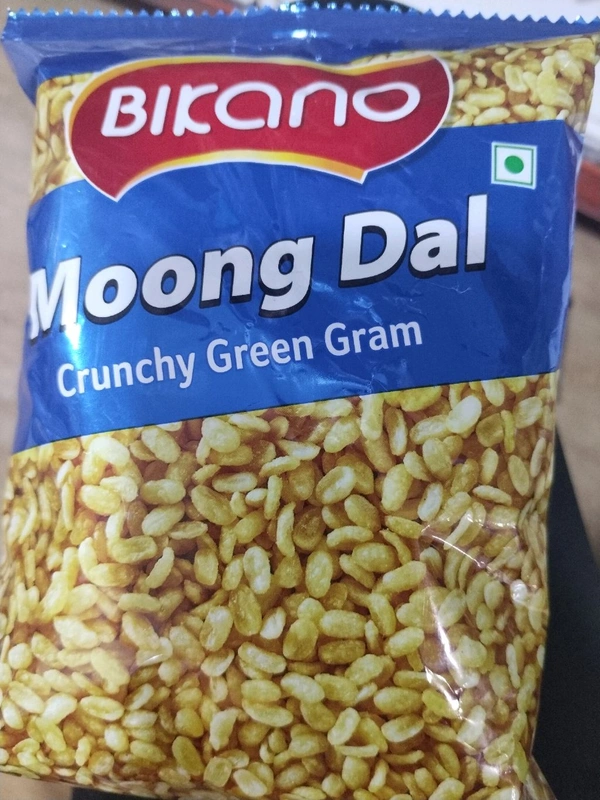 BIKANO
Moong Dal
Crunchy Green Gram